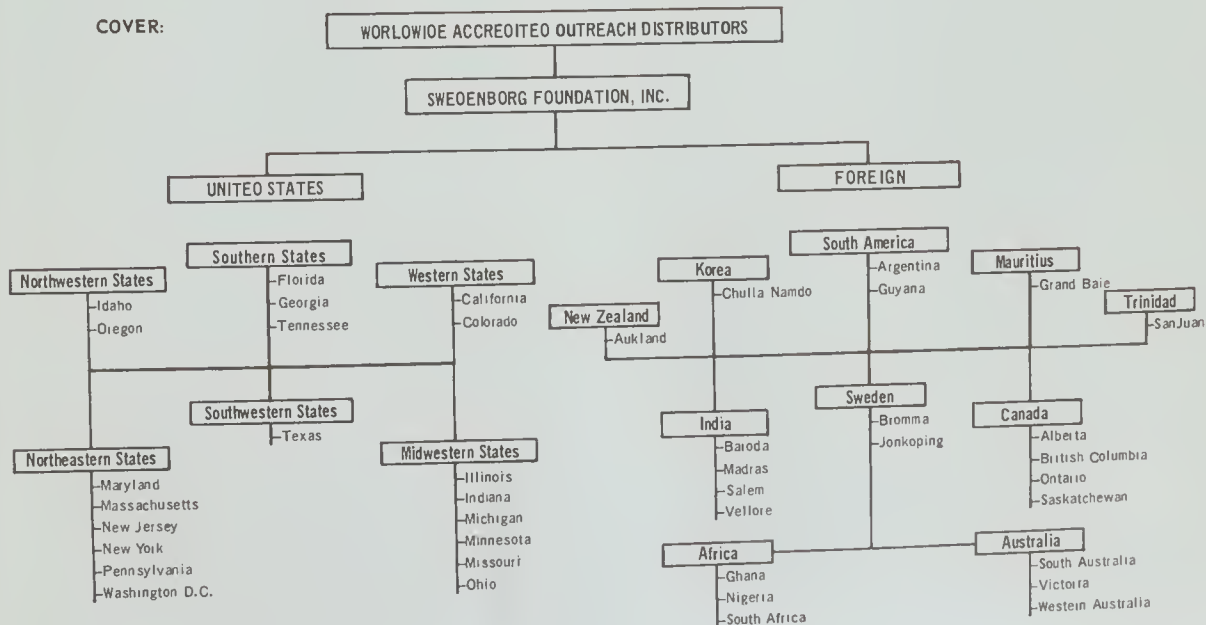 COVER:
WORLOWIOE ACCREOITEO OUTREACH DISTRIBUTORS
SWEOENBORG FOUNDATION, INC.
UNITEO STATES
FOREIGN
Northwestern States
Idaho
Oregon
Southern States
Florida
Georgia
Tennessee
Western States
California
Colorado
Northeastern States
Maryland
Massachusetts
New Jersey
New York
Pennsylvania
Washington D.C.
Southwestern States
Texas
Midwestern States
Illinois
Indiana
Michigan
Minnesota
Missouri
Ohio
New Zealand
Aukland
Korea
Chulla Namdo
South America
Argentina
Guyana
Mauritius
Grand Baie
Trinidad
SanJuan
India
Baroda
Madras
Salem
Vellore
Sweden
Bromma
Jonkoping
Canada
Alberta
British Columbia
Ontario
Saskatchewan
Africa
Ghana
Nigeria
South Africa
Australia
South Australia
Victoria
Western Australia